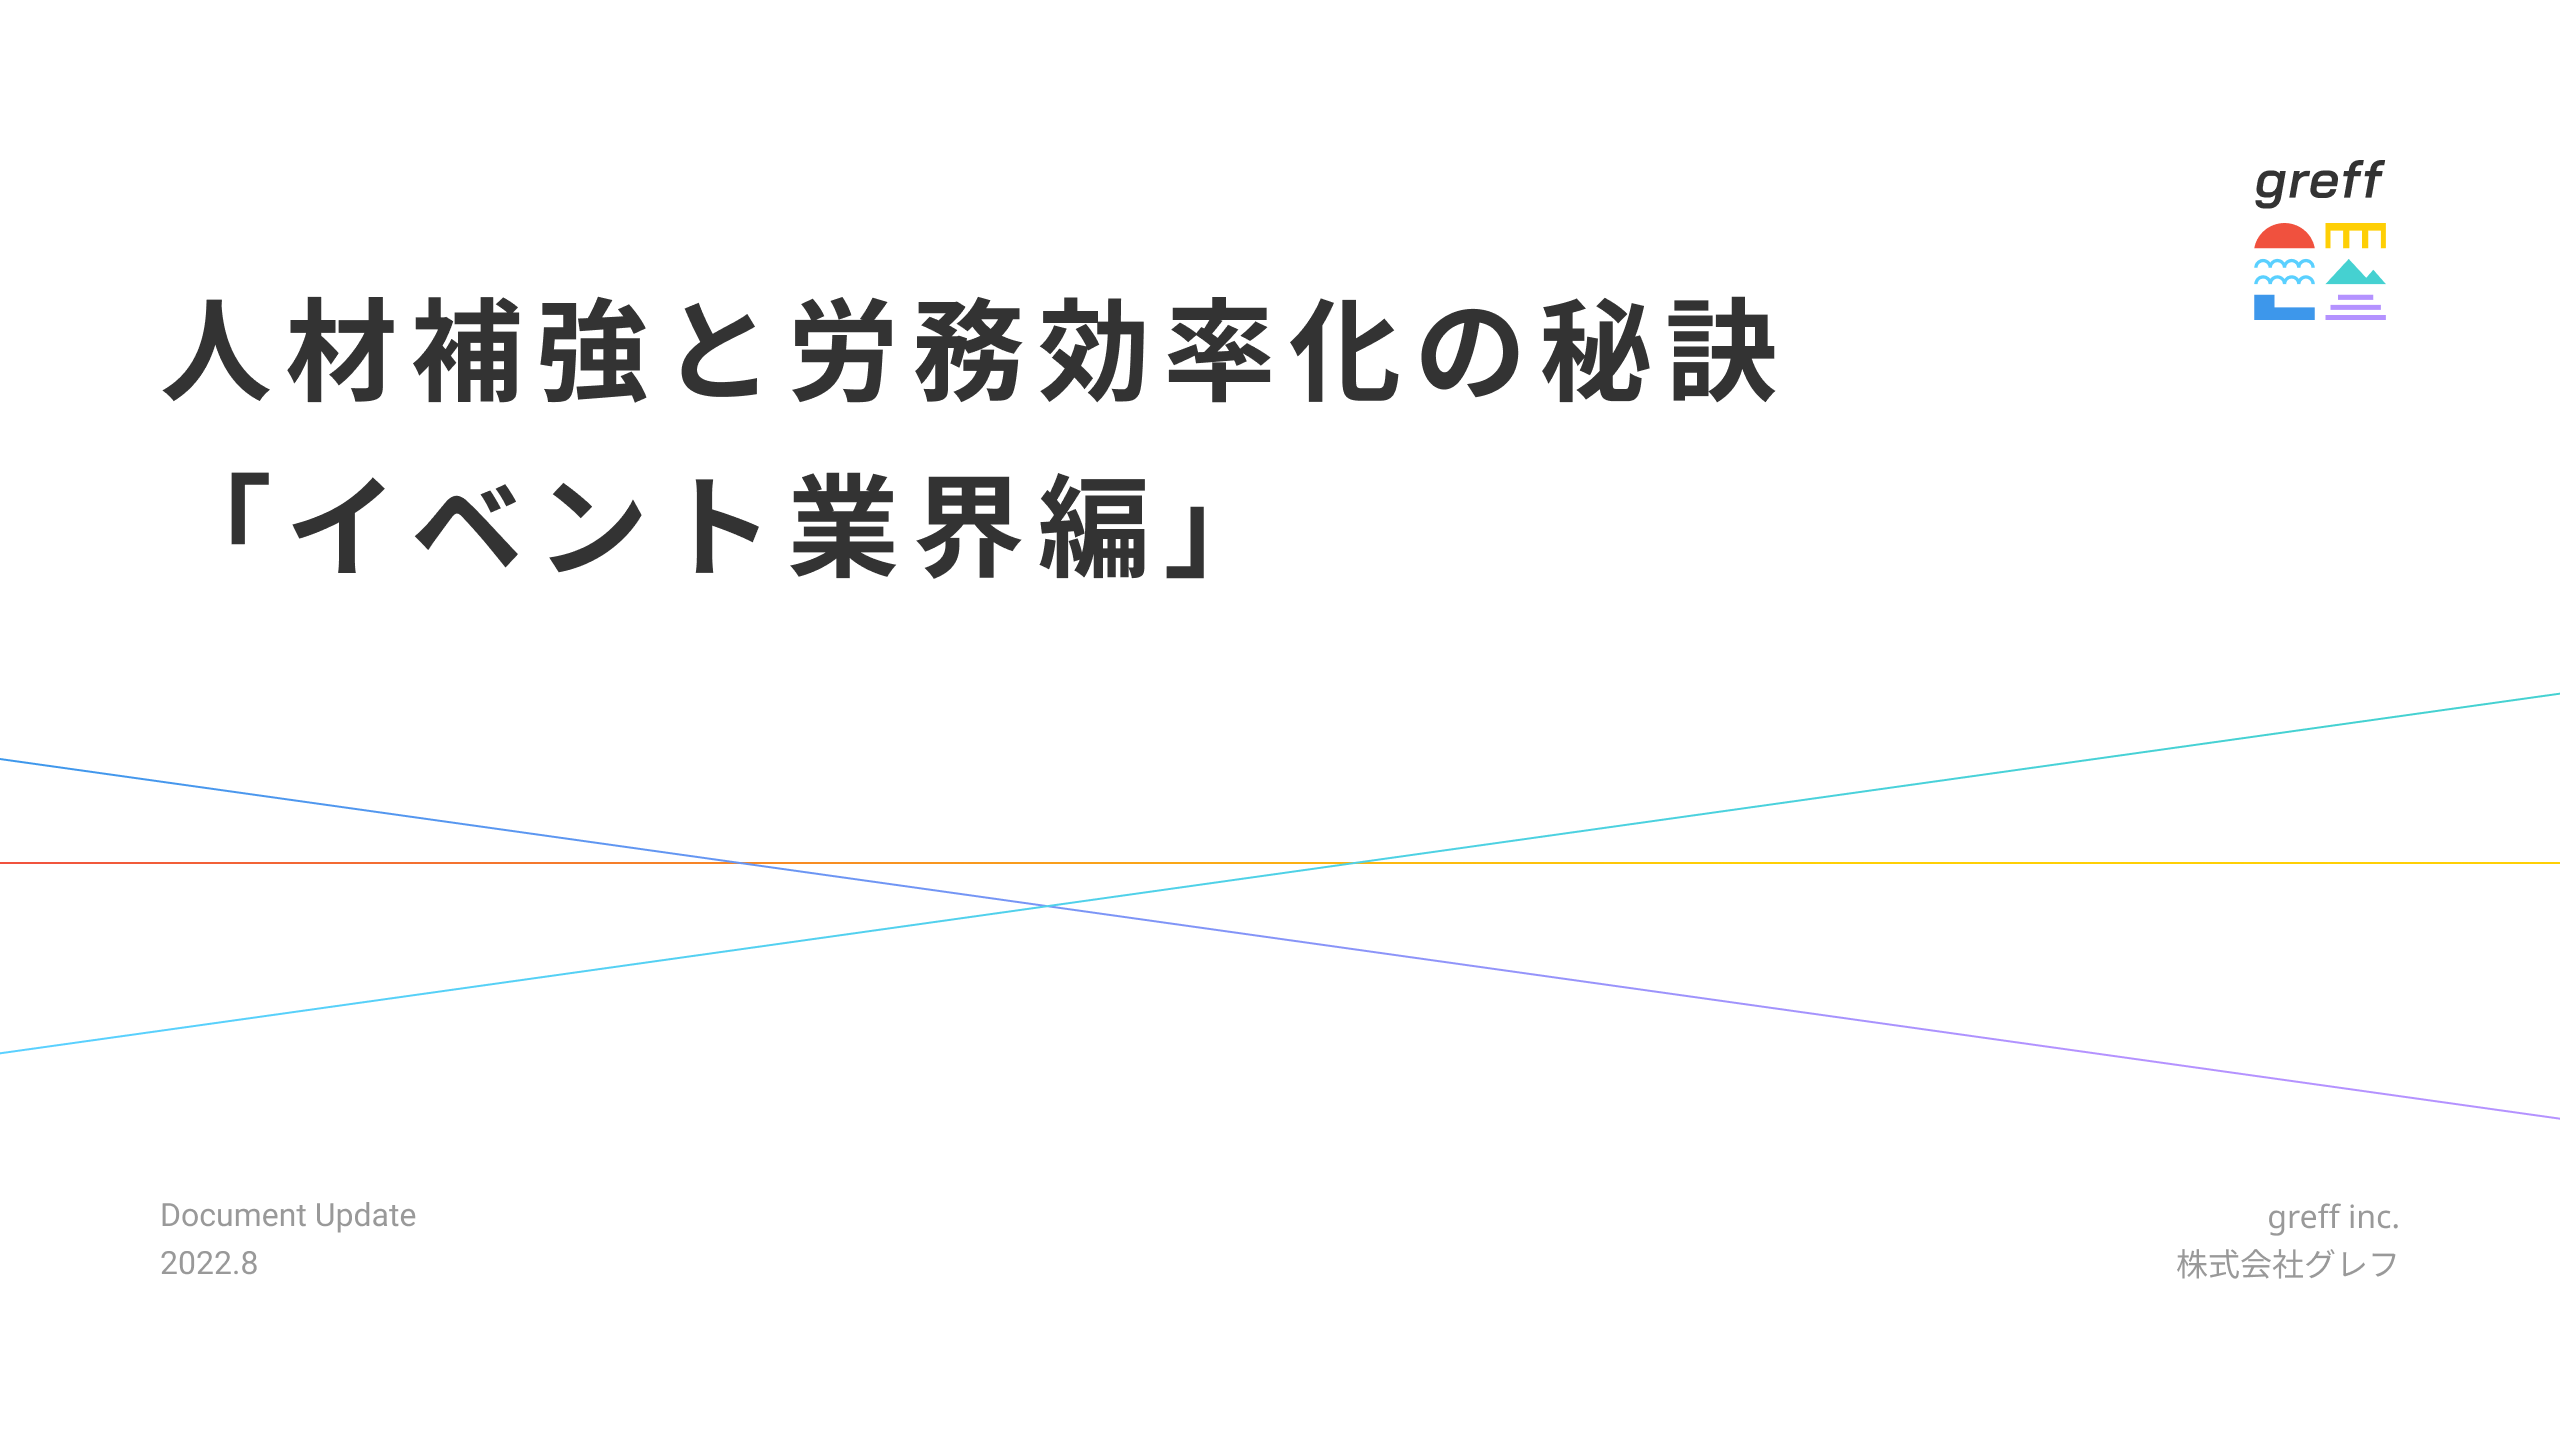 greff
人材補強と労務効率化の秘訣
「イベント業界編」
Document Update
2022.8
greff inc.
株式会社グレフ